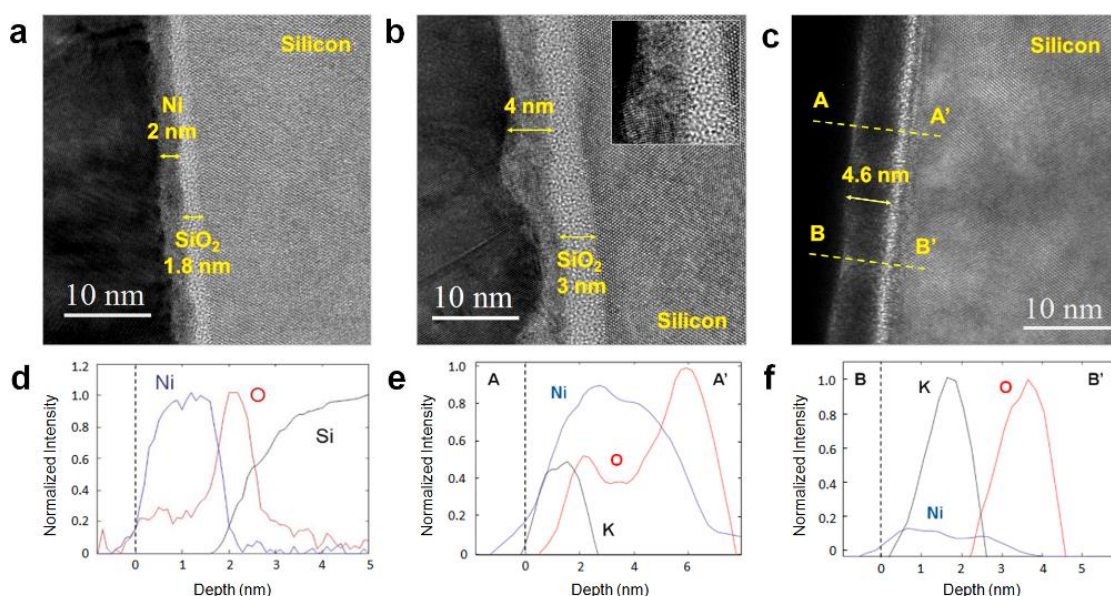 a
Silicon
Ni
2 nm
SiO2
1.8 nm
10 nm
b
4 nm
SiO2
3 nm
Silicon
10 nm
c
Silicon
A
A'
4.6 nm
B
B'
10 nm
d
Normalized Intensity
1.2
1.0
0.8
0.6
0.4
0.2
0
Ni
O
Si
0 1 2 3 4 5
Depth (nm)
e
Normalized Intensity
A
A'
1.0
0.8
0.6
0.4
0.2
0
Ni
O
K
0 2 4 6
Depth (nm)
f
Normalized Intensity
B
B'
1.0
0.8
0.6
0.4
0.2
0
K
O
Ni
0 1 2 3 4 5
Depth (nm)